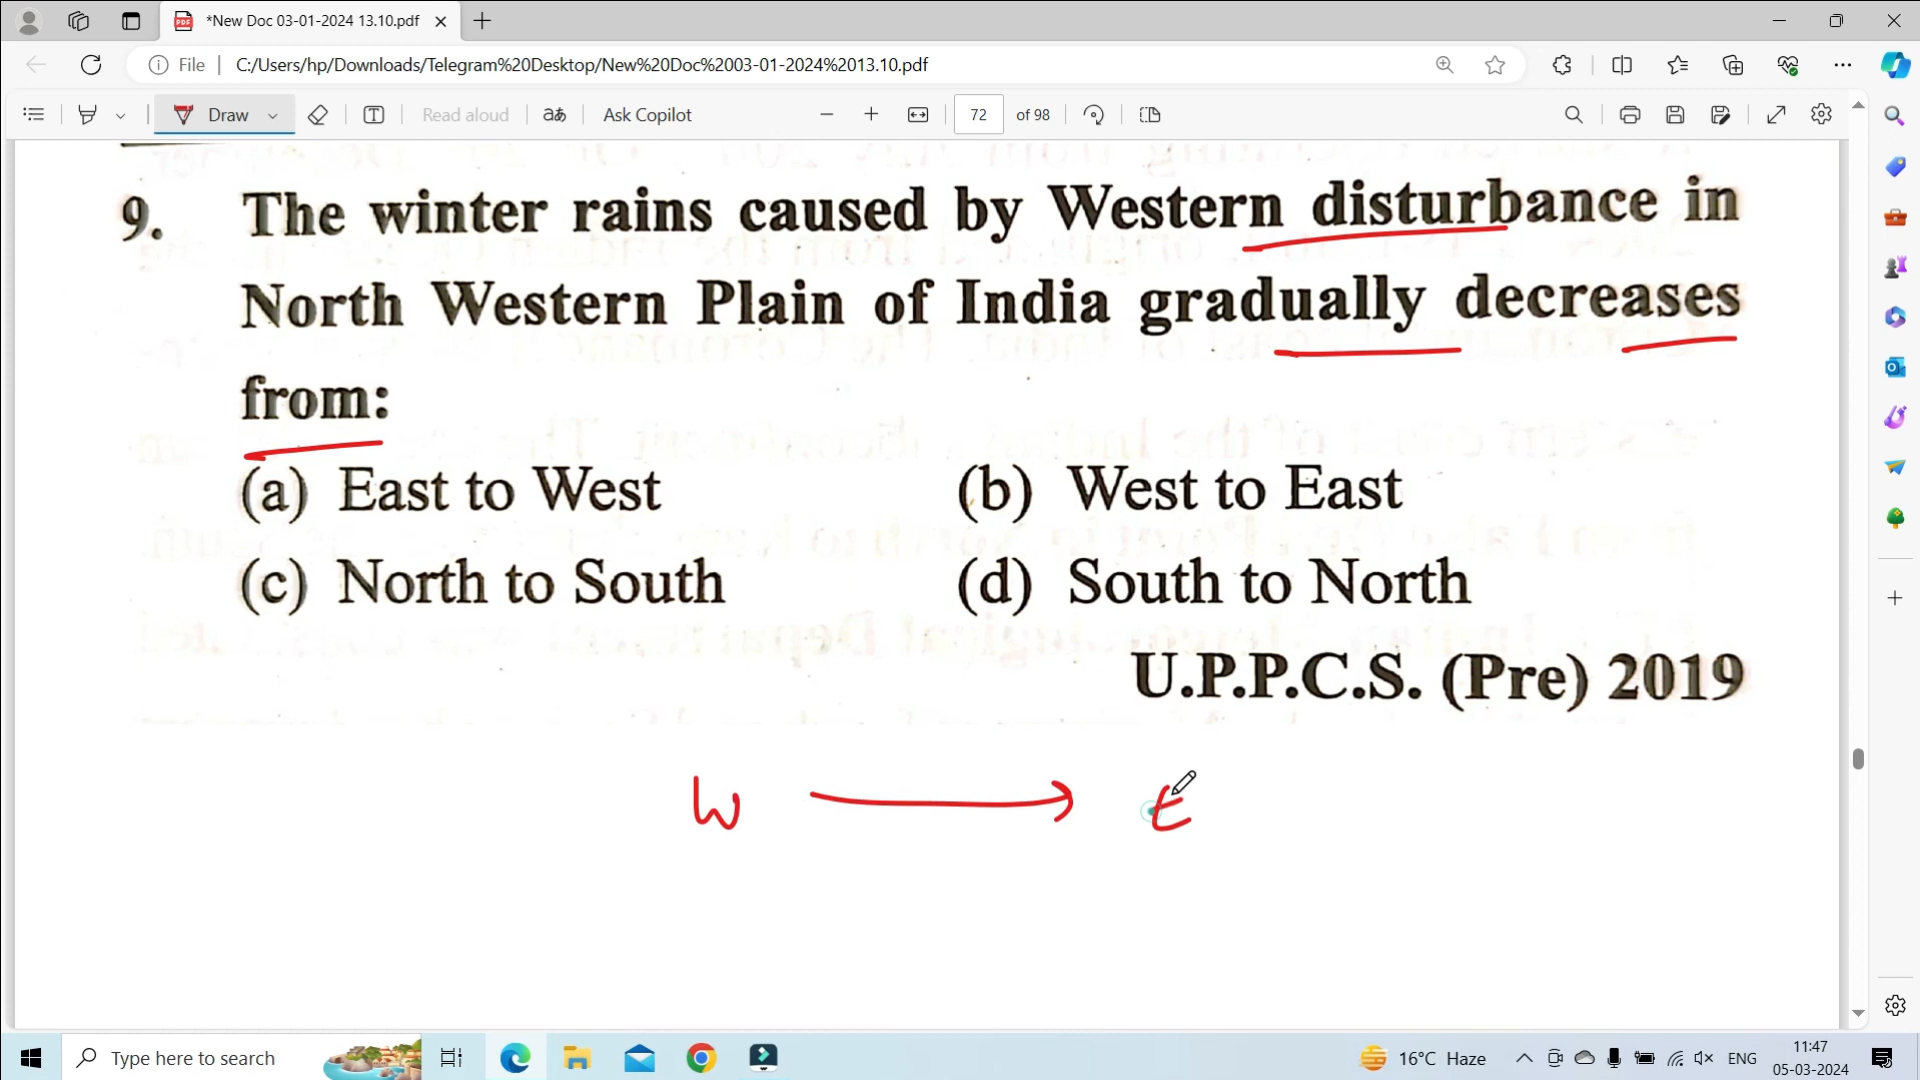 *New Doc 03-01-2024 13.10.pdf
File | C:/Users/hp/Downloads/Telegram%20Desktop/New%20Doc%2003-01-2024%2013.10.pdf
Draw Read aloud aあ Ask Copilot 72 of 98
9. The winter rains caused by Western disturbance in
North Western Plain of India gradually decreases
from:
(a) East to West (b) West to East
(c) North to South (d) South to North
U.P.P.C.S. (Pre) 2019
W → E
Type here to search 16°C Haze ENG 11:47
05-03-2024